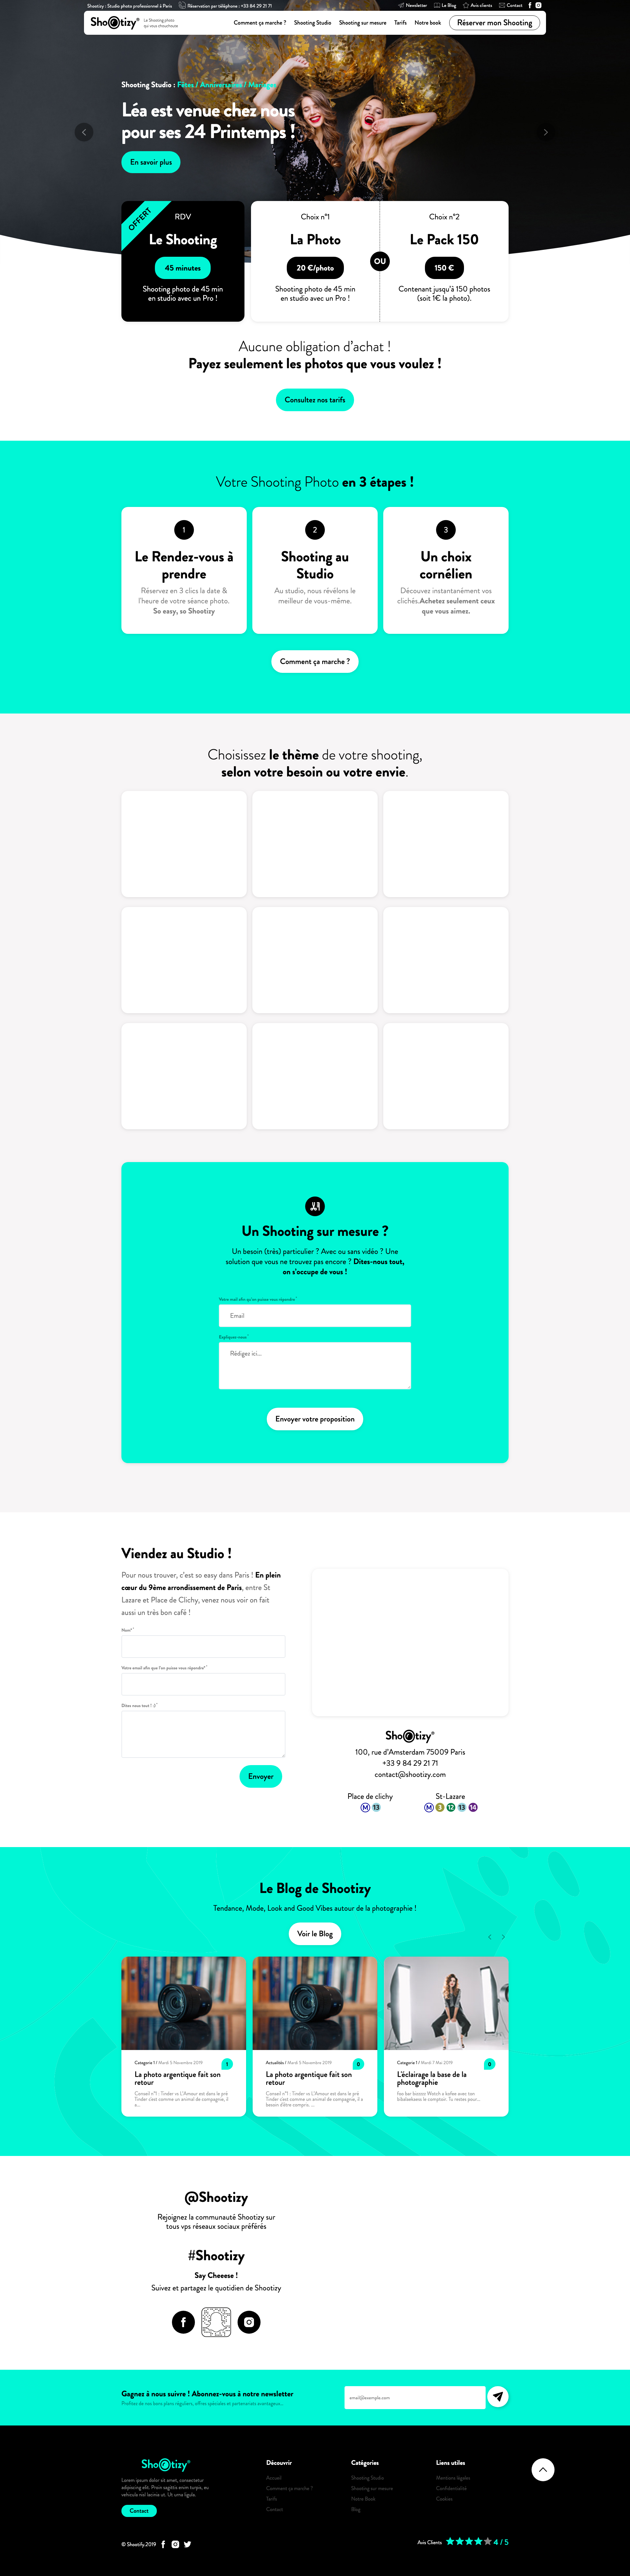 Shootizy : Studio photo professionnel à Paris
Réservation par téléphone : +33 84 29 21 71
Newsletter
Le Blog
Avis clients
Contact
Shootizy®
Le Shooting photo
qui vous chouchoute
Comment ça marche ?
Shooting Studio
Shooting sur mesure
Tarifs
Notre book
Réserver mon Shooting
Shooting Studio : Fêtes / Anniversaires / Mariages
Léa est venue chez nous
pour ses 24 Printemps !
En savoir plus
OFFERT
RDV
Le Shooting
45 minutes
Shooting photo de 45 min
en studio avec un Pro !
Choix n°1
La Photo
20 €/photo
Shooting photo de 45 min
en studio avec un Pro !
OU
Choix n°2
Le Pack 150
150 €
Contenant jusqu'à 150 photos
(soit 1€ la photo).
Aucune obligation d'achat !
Payez seulement les photos que vous voulez !
Consultez nos tarifs
Votre Shooting Photo en 3 étapes !
1
Le Rendez-vous à
prendre
Réservez en 3 clics la date &
l'heure de votre séance photo.
So easy, so Shootizy
2
Shooting au
Studio
Au studio, nous révélons le
meilleur de vous-même.
3
Un choix
cornélien
Découvez instantanément vos
clichés.Achetez seulement ceux
que vous aimez.
Comment ça marche ?
Choisissez le thème de votre shooting,
selon votre besoin ou votre envie.
Un Shooting sur mesure ?
Un besoin (très) particulier ? Avec ou sans vidéo ? Une
solution que vous ne trouvez pas encore ? Dites-nous tout,
on s'occupe de vous !
Votre mail afin qu'on puisse vous répondre *
Email
Expliquez-nous *
Rédigez ici...
Envoyer votre proposition
Viendez au Studio !
Pour nous trouver, c'est so easy dans Paris ! En plein
cœur du 9ème arrondissement de Paris, entre St
Lazare et Place de Clichy, venez nous voir on fait
aussi un très bon café !
Nom* *
Votre email afin que l'on puisse vous répondre* *
Dites nous tout ! :) *
Envoyer
Shootizy®
100, rue d'Amsterdam 75009 Paris
+33 9 84 29 21 71
contact@shootizy.com
Place de clichy
M 13
St-Lazare
M 3 12 13 14
Le Blog de Shootizy
Tendance, Mode, Look and Good Vibes autour de la photographie !
Voir le Blog
Categorie 1 / Mardi 5 Novembre 2019
1
La photo argentique fait son
retour
Conseil n°1 : Tinder vs L'Amour est dans le pré
Tinder c'est comme un animal de compagnie, il
a...
Actualités / Mardi 5 Novembre 2019
0
La photo argentique fait son
retour
Conseil n°1 : Tinder vs L'Amour est dans le pré
Tinder c'est comme un animal de compagnie, il a
besoin d'être compris ...
Categorie 1 / Mardi 7 Mai 2019
0
L'éclairage la base de la
photographie
@Shootizy
Rejoignez la communauté Shootizy sur
tous vps réseaux sociaux préférés
#Shootizy
Say Cheeese !
Suivez et partagez le quotidien de Shootizy
Gagnez à nous suivre ! Abonnez-vous à notre newsletter
Profitez de nos bons plans réguliers, offres spéciales et partenariats avantageux...
email@exemple.com
Shootizy®
Lorem ipsum dolor sit amet, consectetur
adipiscing elit. Proin sagittis enim turpis, eu
vehicula nisl lacinia ut. Ut urna ligula.
Contact
Découvrir
Accueil
Comment ça marche ?
Tarifs
Contact
Catégories
Shooting Studio
Shooting sur mesure
Notre Book
Blog
Liens utiles
Mentions légales
Confidentialité
Cookies
© Shootify.2019
Avis Clients
4 / 5